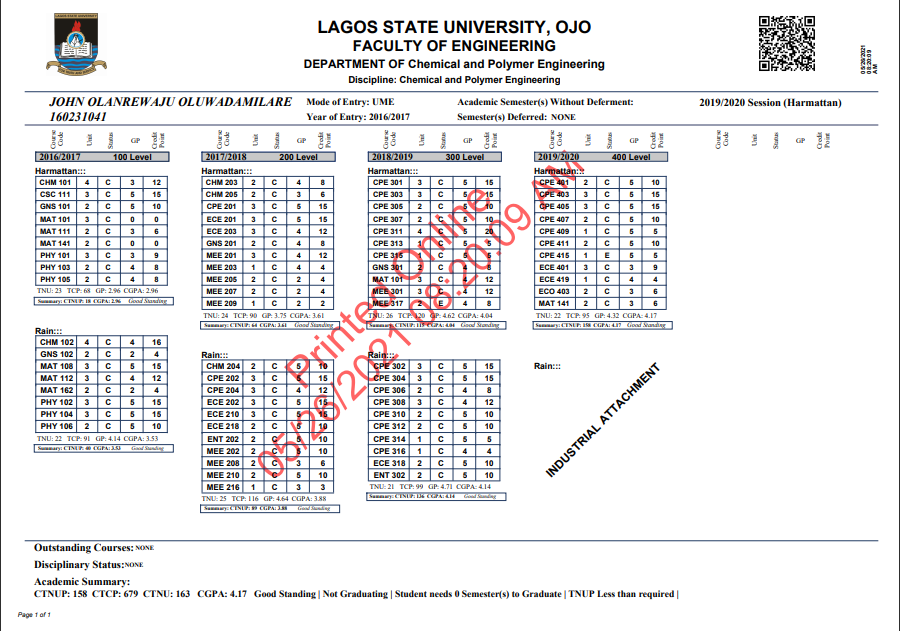 LAGOS STATE UNIVERSITY, OJO
FACULTY OF ENGINEERING
DEPARTMENT OF Chemical and Polymer Engineering
Discipline: Chemical and Polymer Engineering
05/26/2021 08:20:09 AM
JOHN OLANREWAJU OLUWADAMILARE Mode of Entry: UME Academic Semester(s) Without Deferment: 2019/2020 Session (Harmattan)
160231041 Year of Entry: 2016/2017 Semester(s) Deferred: NONE
Course Code Unit Status GP Credit Point
2016/2017 100 Level
Harmattan:::
CHM 101 4 C 3 12
CSC 111 3 C 5 15
GNS 101 2 C 5 10
MAT 101 3 C 0 0
MAT 111 2 C 3 6
MAT 141 2 C 0 0
PHY 101 3 C 3 9
PHY 103 2 C 4 8
PHY 105 2 C 4 8
TNU: 23 TCP: 68 GP: 2.96 CGPA: 2.96
Summary: CTNUP: 18 CGPA: 2.96 Good Standing
Rain:::
CHM 102 4 C 4 16
GNS 102 2 C 2 4
MAT 108 3 C 5 15
MAT 112 3 C 4 12
MAT 162 2 C 2 4
PHY 102 3 C 5 15
PHY 104 3 C 5 15
PHY 106 2 C 5 10
TNU: 22 TCP: 91 GP: 4.14 CGPA: 3.53
Summary: CTNUP: 40 CGPA: 3.53 Good Standing
Course Code Unit Status GP Credit Point
2017/2018 200 Level
Harmattan:::
CHM 203 2 C 4 8
CHM 205 2 C 3 6
CPE 201 3 C 5 15
ECE 201 3 C 5 15
ECE 203 3 C 4 12
GNS 201 2 C 4 8
MEE 201 3 C 4 12
MEE 203 1 C 4 4
MEE 205 2 C 2 4
MEE 207 2 C 2 4
MEE 209 1 C 2 2
TNU: 24 TCP: 90 GP: 3.75 CGPA: 3.61
Summary: CTNUP: 64 CGPA: 3.61 Good Standing
Rain:::
CHM 204 2 C 5 10
CPE 202 3 C 5 15
CPE 204 3 C 4 12
ECE 202 3 C 5 15
ECE 210 3 C 5 15
ECE 218 2 C 5 10
ENT 202 2 C 5 10
MEE 202 2 C 5 10
MEE 208 2 C 3 6
MEE 210 2 C 5 10
MEE 216 1 C 3 3
TNU: 25 TCP: 116 GP: 4.64 CGPA: 3.88
Summary: CTNUP: 89 CGPA: 3.88 Good Standing
Course Code Unit Status GP Credit Point
2018/2019 300 Level
Harmattan:::
CPE 301 3 C 5 15
CPE 303 3 C 5 15
CPE 305 2 C 5 10
CPE 307 2 C 5 10
CPE 311 4 C 5 20
CPE 313 1 C 5 5
CPE 315 1 C 5 5
GNS 301 2 C 4 8
MAT 101 3 C 4 12
MEE 301 3 C 4 12
MEE 317 2 E 4 8
TNU: 26 TCP: 120 GP: 4.62 CGPA: 4.04
Summary: CTNUP: 115 CGPA: 4.04 Good Standing
Rain:::
CPE 302 3 C 5 15
CPE 304 3 C 5 15
CPE 306 2 C 4 8
CPE 308 3 C 4 12
CPE 310 2 C 5 10
CPE 312 2 C 5 10
CPE 314 1 C 5 5
CPE 316 1 C 4 4
ECE 318 2 C 5 10
ENT 302 2 C 5 10
TNU: 21 TCP: 99 GP: 4.71 CGPA: 4.14
Summary: CTNUP: 136 CGPA: 4.14 Good Standing
Course Code Unit Status GP Credit Point
2019/2020 400 Level
Harmattan:::
CPE 401 2 C 5 10
CPE 403 3 C 5 15
CPE 405 3 C 5 15
CPE 407 2 C 5 10
CPE 409 1 C 5 5
CPE 411 2 C 5 10
CPE 415 1 E 5 5
ECE 401 3 C 3 9
ECE 419 1 C 4 4
ECO 403 2 C 3 6
MAT 141 2 C 3 6
TNU: 22 TCP: 95 GP: 4.32 CGPA: 4.17
Summary: CTNUP: 158 CGPA: 4.17 Good Standing
Rain:::
INDUSTRIAL ATTACHMENT
Course Code Unit Status GP Credit Point
Printed Online
05/26/2021 08:20:09 AM
Outstanding Courses: NONE
Disciplinary Status:NONE
Academic Summary:
CTNUP: 158 CTCP: 679 CTNU: 163 CGPA: 4.17 Good Standing | Not Graduating | Student needs 0 Semester(s) to Graduate | TNUP Less than required |
Page 1 of 1